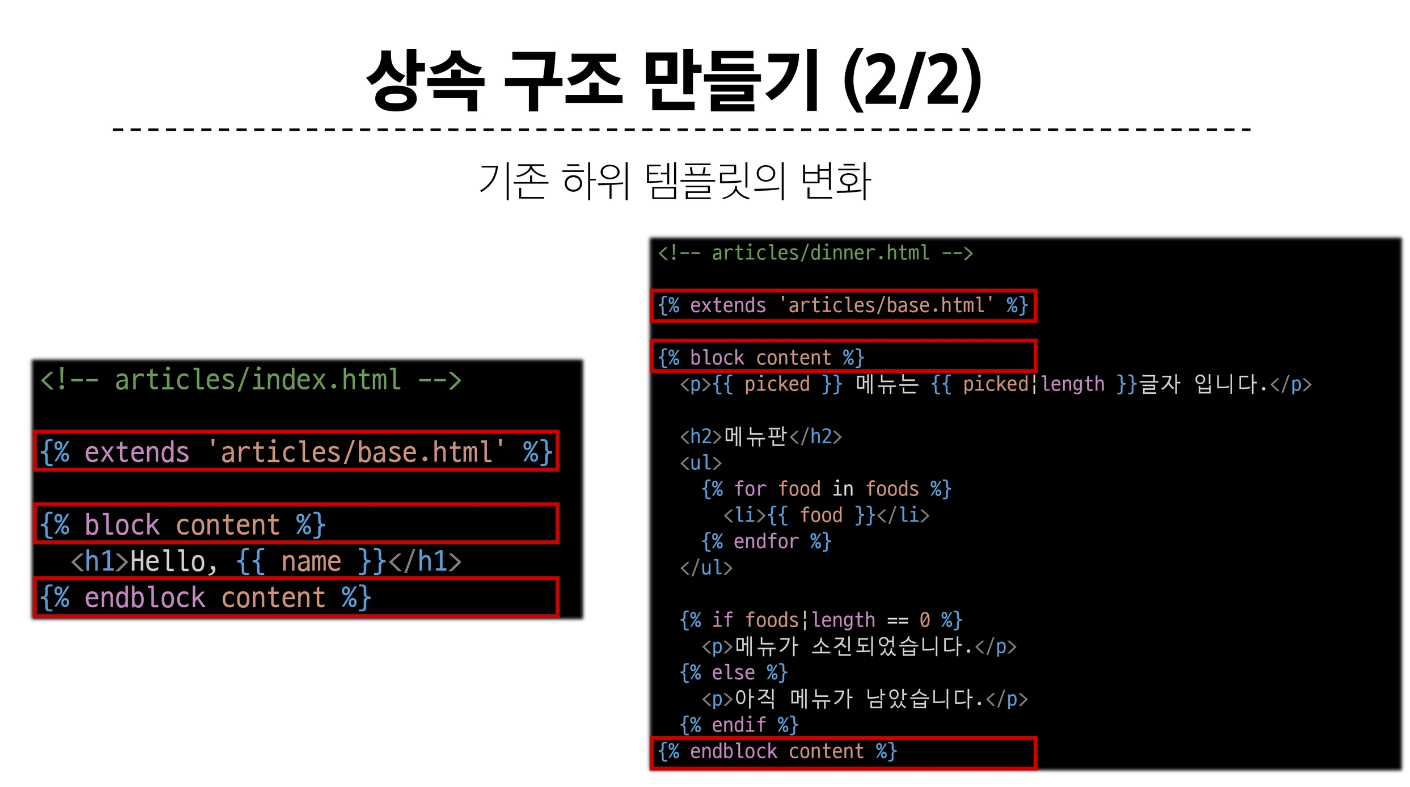 상속 구조 만들기 (2/2)
기존 하위 템플릿의 변화
<!-- articles/index.html -->
{% extends 'articles/base.html' %}
{% block content %}
<h1>Hello, {{ name }}</h1>
{% endblock content %}
<!-- articles/dinner.html -->
{% extends 'articles/base.html' %}
{% block content %}
<p>{{ picked }} 메뉴는 {{ picked|length }}글자 입니다.</p>
<h2>메뉴판</h2>
<ul>
{% for food in foods %}
<li>{{ food }}</li>
{% endfor %}
</ul>
{% if foods|length == 0 %}
<p>메뉴가 소진되었습니다.</p>
{% else %}
<p>아직 메뉴가 남았습니다.</p>
{% endif %}
{% endblock content %}